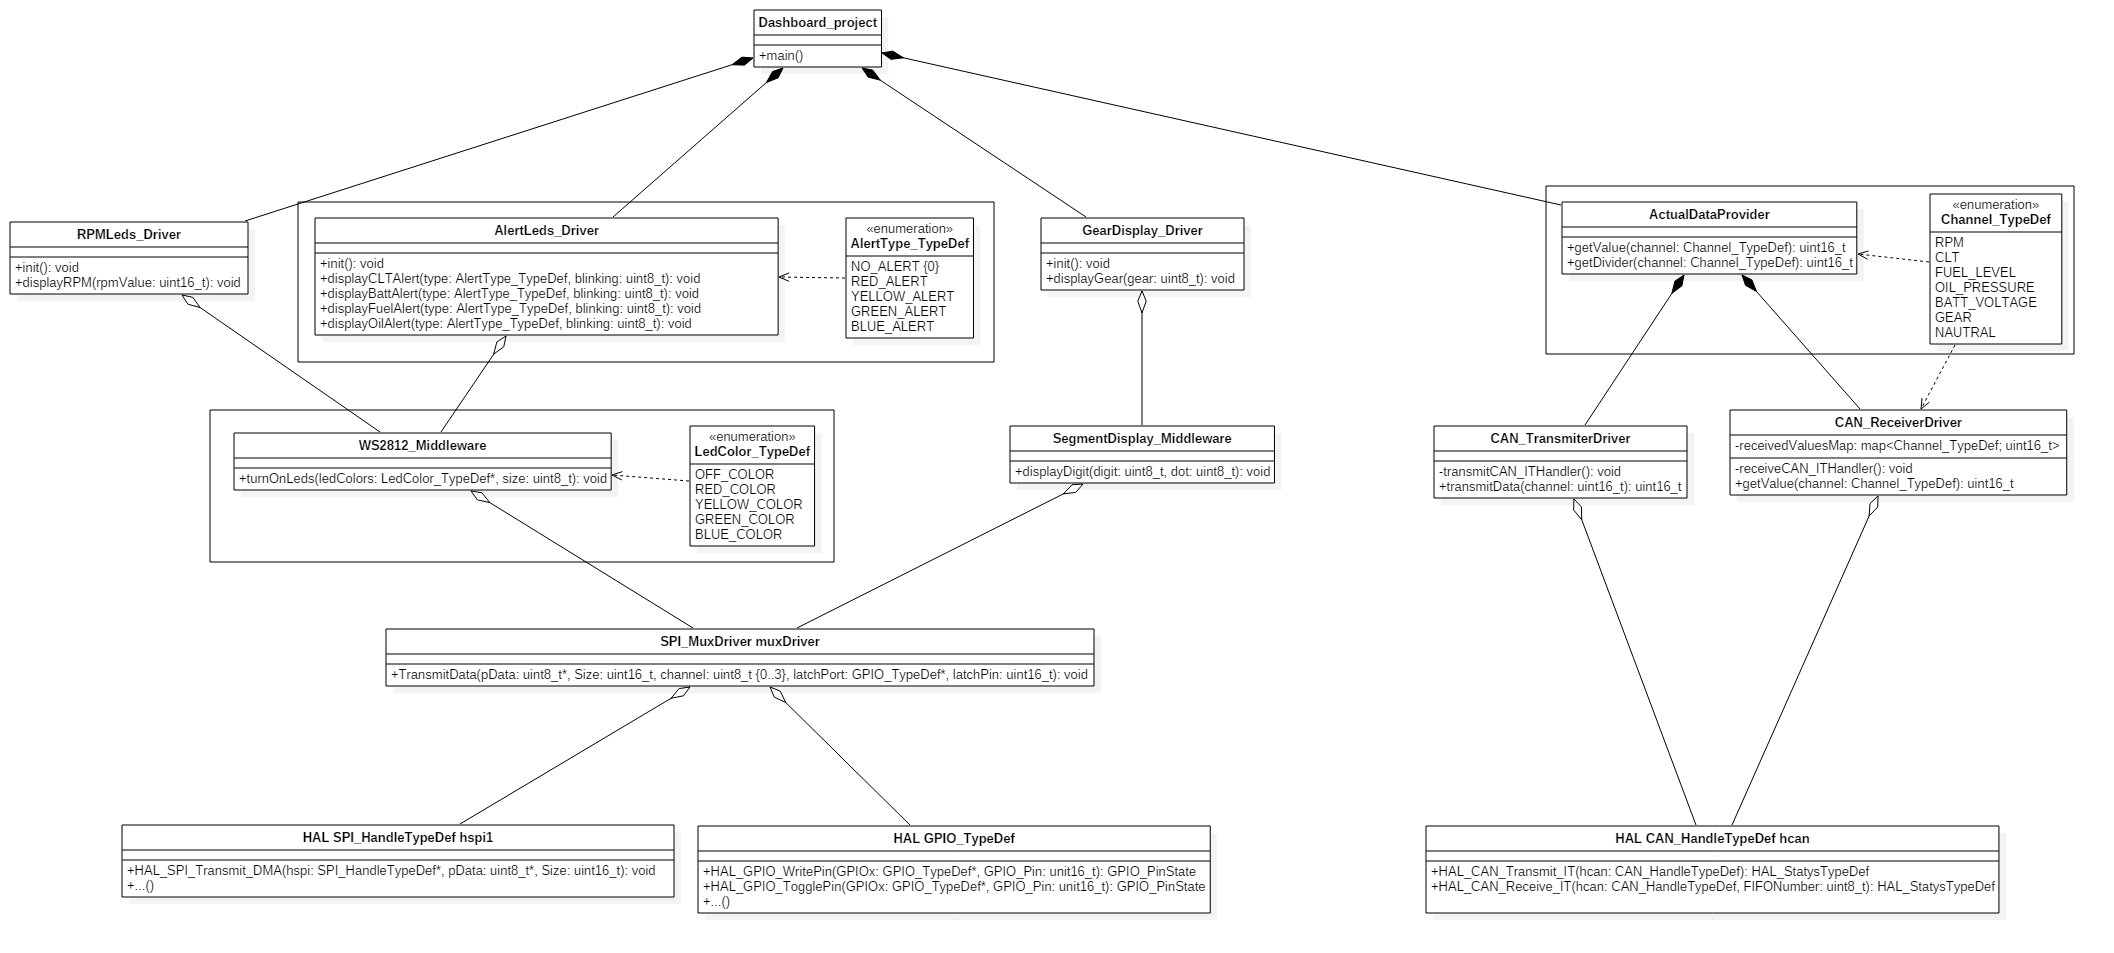 Dashboard_project
+main()
RPMLeds_Driver
+init(): void
+displayRPM(rpmValue: uint16_t): void
AlertLeds_Driver
+init(): void
+displayCLTAlert(type: AlertType_TypeDef, blinking: uint8_t): void
+displayBattAlert(type: AlertType_TypeDef, blinking: uint8_t): void
+displayFuelAlert(type: AlertType_TypeDef, blinking: uint8_t): void
+displayOilAlert(type: AlertType_TypeDef, blinking: uint8_t): void
«enumeration»
AlertType_TypeDef
NO_ALERT {0}
RED_ALERT
YELLOW_ALERT
GREEN_ALERT
BLUE_ALERT
GearDisplay_Driver
+init(): void
+displayGear(gear: uint8_t): void
ActualDataProvider
+getValue(channel: Channel_TypeDef): uint16_t
+getDivider(channel: Channel_TypeDef): uint16_t
«enumeration»
Channel_TypeDef
RPM
CLT
FUEL_LEVEL
OIL_PRESSURE
BATT_VOLTAGE
GEAR
NAUTRAL
WS2812_Middleware
+turnOnLeds(ledColors: LedColor_TypeDef*, size: uint8_t): void
«enumeration»
LedColor_TypeDef
OFF_COLOR
RED_COLOR
YELLOW_COLOR
GREEN_COLOR
BLUE_COLOR
SegmentDisplay_Middleware
+displayDigit(digit: uint8_t, dot: uint8_t): void
CAN_TransmiterDriver
-transmitCAN_ITHandler(): void
+transmitData(channel: uint16_t): uint16_t
CAN_ReceiverDriver
-receivedValuesMap: map<Channel_TypeDef; uint16_t>
-receiveCAN_ITHandler(): void
+getValue(channel: Channel_TypeDef): uint16_t
SPI_MuxDriver muxDriver
+TransmitData(pData: uint8_t*, Size: uint16_t, channel: uint8_t {0..3}, latchPort: GPIO_TypeDef*, latchPin: uint16_t): void
HAL SPI_HandleTypeDef hspi1
+HAL_SPI_Transmit_DMA(hspi: SPI_HandleTypeDef*, pData: uint8_t*, Size: uint16_t): void
+...()
HAL GPIO_TypeDef
+HAL_GPIO_WritePin(GPIOx: GPIO_TypeDef*, GPIO_Pin: unit16_t): GPIO_PinState
+HAL_GPIO_TogglePin(GPIOx: GPIO_TypeDef*, GPIO_Pin: unit16_t): GPIO_PinState
+...()
HAL CAN_HandleTypeDef hcan
+HAL_CAN_Transmit_IT(hcan: CAN_HandleTypeDef): HAL_StatysTypeDef
+HAL_CAN_Receive_IT(hcan: CAN_HandleTypeDef, FIFONumber: uint8_t): HAL_StatysTypeDef